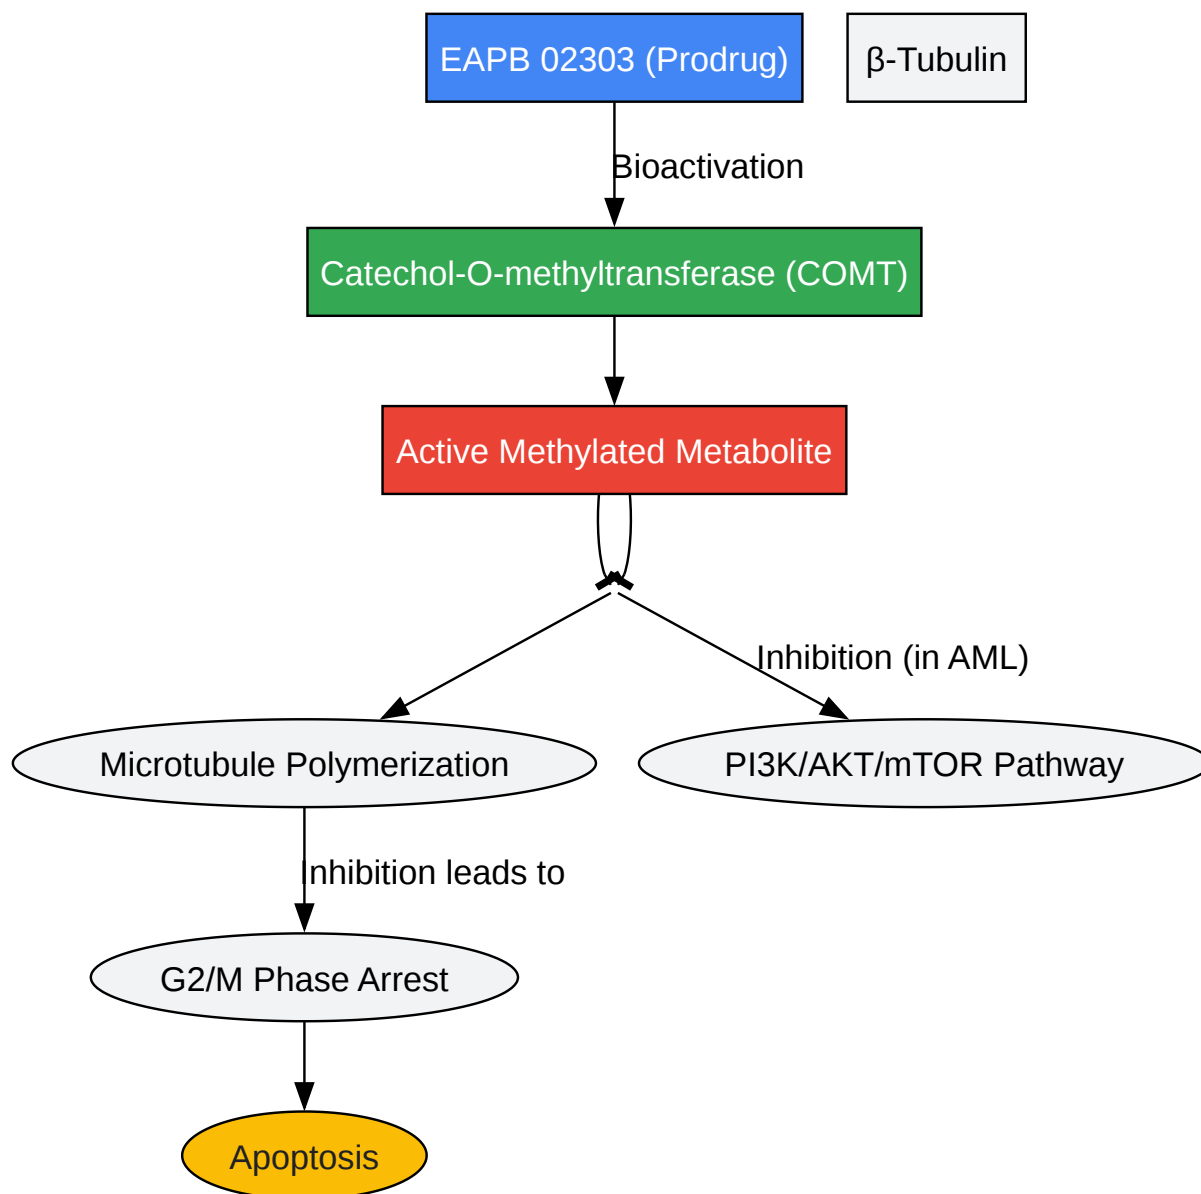 EAPB 02303 (Prodrug)
β-Tubulin
Bioactivation
Catechol-O-methyltransferase (COMT)
Active Methylated Metabolite
Inhibition (in AML)
Microtubule Polymerization
PI3K/AKT/mTOR Pathway
Inhibition leads to
G2/M Phase Arrest
Apoptosis